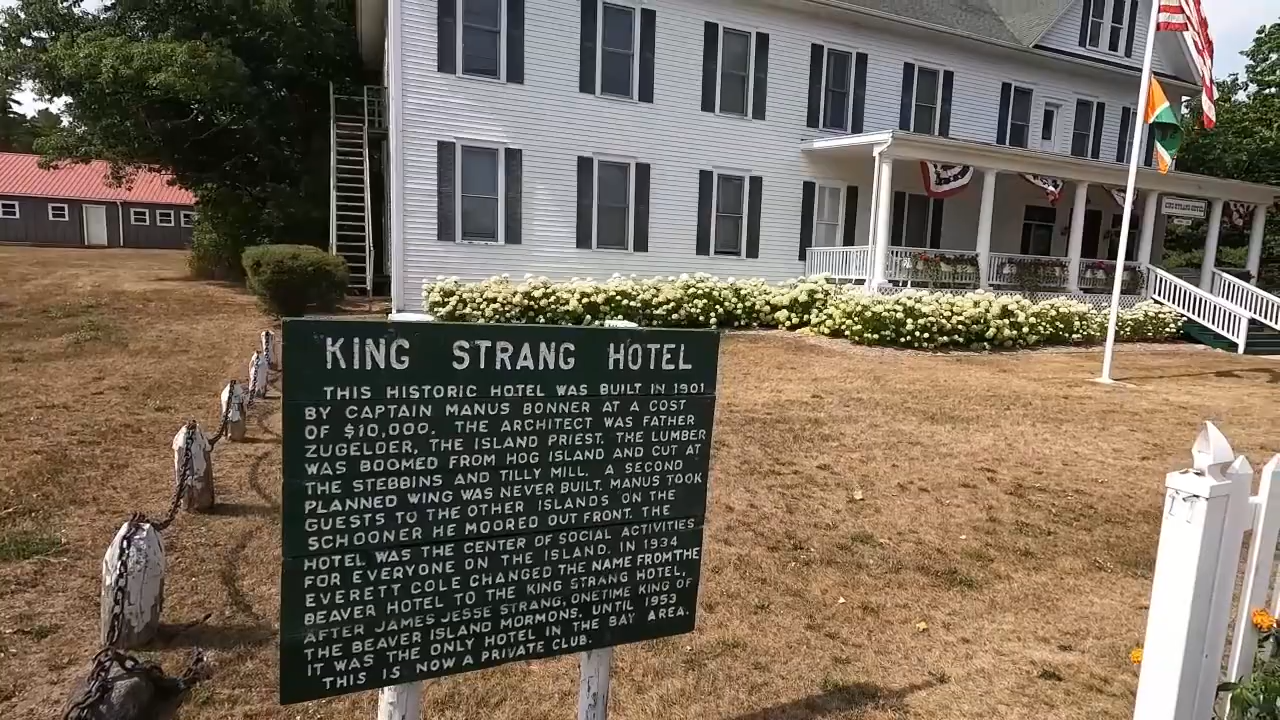 KING STRANG HOTEL
THIS HISTORIC HOTEL WAS BUILT IN 1901
BY CAPTAIN MANUS BONNER AT A COST
OF $10,000. THE ARCHITECT WAS FATHER
ZUGELDER, THE ISLAND PRIEST. THE LUMBER
WAS BOOMED FROM HOG ISLAND AND CUT AT
THE STEBBINS AND TILLY MILL. A SECOND
PLANNED WING WAS NEVER BUILT. MANUS TOOK
GUESTS TO THE OTHER ISLANDS ON THE
SCHOONER HE MOORED OUT FRONT. THE
HOTEL WAS THE CENTER OF SOCIAL ACTIVITIES
FOR EVERYONE ON THE ISLAND. IN 1934
EVERETT COLE CHANGED THE NAME FROM THE
BEAVER HOTEL TO THE KING STRANG HOTEL,
AFTER JAMES JESSE STRANG, ONETIME KING OF
THE BEAVER ISLAND MORMONS. UNTIL 1953
IT WAS THE ONLY HOTEL IN THE BAY AREA.
THIS IS NOW A PRIVATE CLUB.
KING STRANG HOTEL